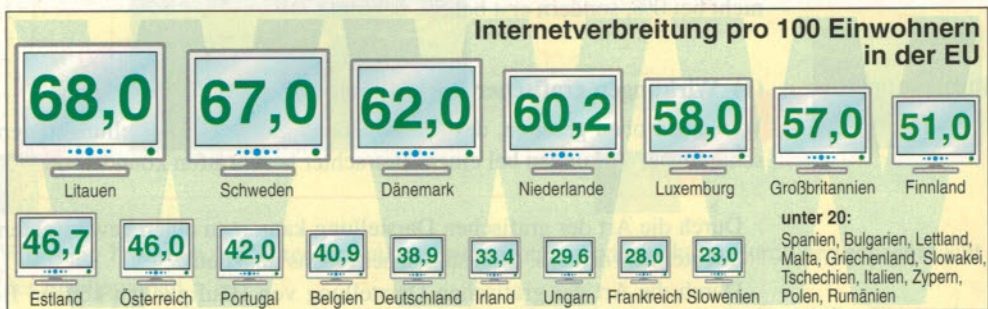 Internetverbreitung pro 100 Einwohnern
in der EU
68,0
67,0
62,0
60,2
58,0
57,0
51,0
Litauen
Schweden
Dänemark
Niederlande
Luxemburg
Großbritannien
Finnland
46,7
46,0
42,0
40,9
38,9
33,4
29,6
28,0
23,0
Estland
Österreich
Portugal
Belgien
Deutschland
Irland
Ungarn
Frankreich
Slowenien
unter 20:
Spanien, Bulgarien, Lettland,
Malta, Griechenland, Slowakei,
Tschechien, Italien, Zypern,
Polen, Rumänien